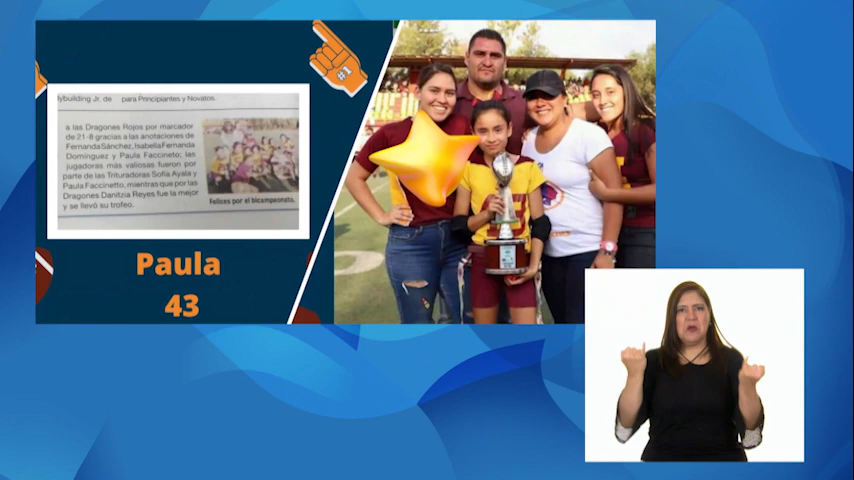 #1
lybuilding Jr. de para Principiantes y Novatos.
a las Dragones Rojos por marcador
de 21-8 gracias a las anotaciones de
Fernanda Sánchez, Isabella Fernanda
Domínguez y Paula Faccineto; las
jugadoras más valiosas fueron por
parte de las Trituradoras Sofía Ayala y
Paula Faccinetto, mientras que por las
Dragones Danitzia Reyes fue la mejor
y se llevó su trofeo.
Felices por el bicampeonato.
Paula
43